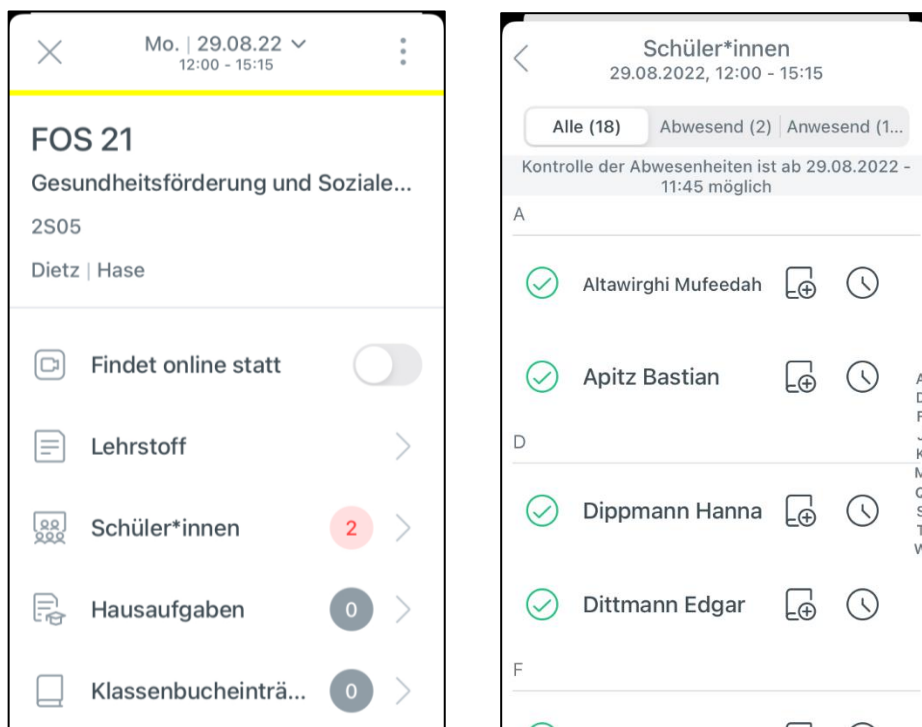 Mo. | 29.08.22
12:00 - 15:15
FOS 21
Gesundheitsförderung und Soziale...
2S05
Dietz | Hase
Findet online statt
Lehrstoff
Schüler*innen
2
Hausaufgaben
0
Klassenbucheinträ...
0
Schüler*innen
29.08.2022, 12:00 - 15:15
Alle (18)
Abwesend (2)
Anwesend (1...
Kontrolle der Abwesenheiten ist ab 29.08.2022 -
11:45 möglich
A
Altawirghi Mufeedah
Apitz Bastian
D
Dippmann Hanna
Dittmann Edgar
F